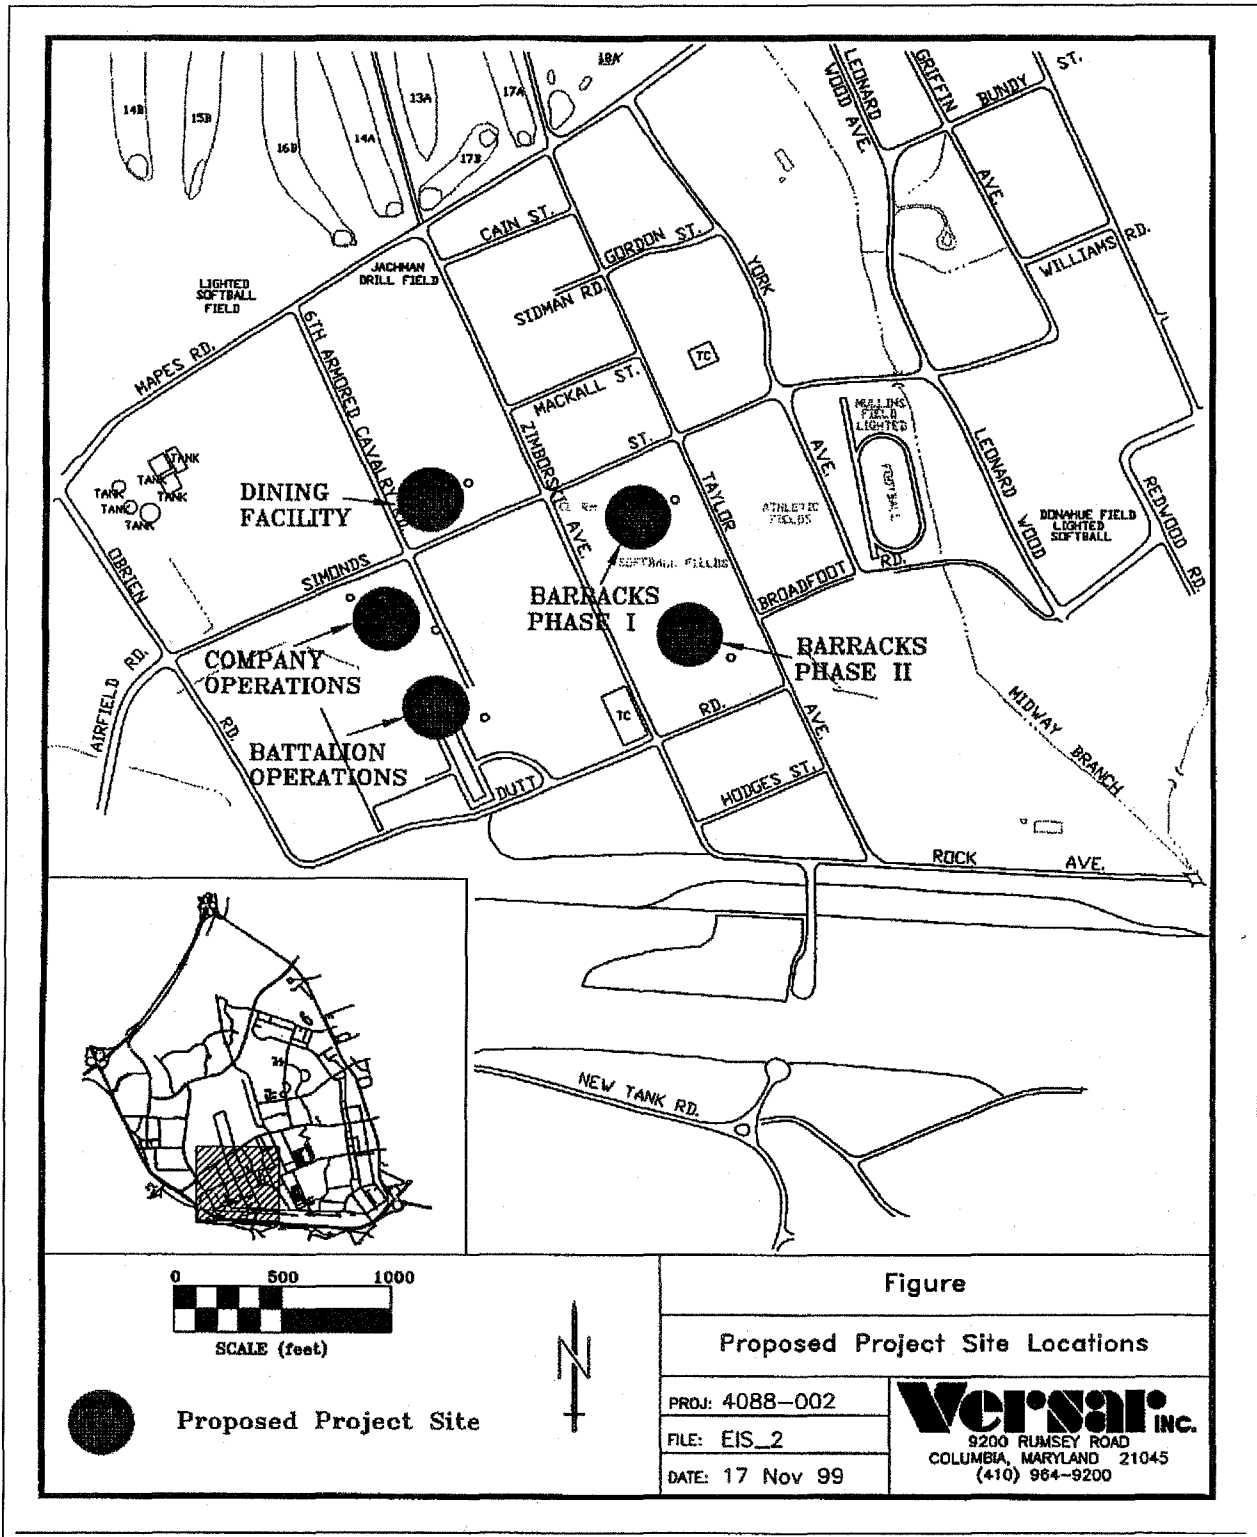 18A
14B
15B
16B
14A
13A
17A
17B
LEONARD
WOOD AVE.
GRIFFIN
AVE.
BUNDY
ST.
CAIN ST.
GORDON ST.
SIDMAN RD.
MACKALL ST.
YORK
AVE.
WILLIAMS RD.
JACHMAN
DRILL FIELD
LIGHTED
SOFTBALL
FIELD
MAPES RD.
6TH ARMORED CAVALRY RD.
ZIMBORSKI
AVE.
TC
MULLINS
FIELD
LIGHTED
FOOTBALL
LEONARD
WOOD
DONAHUE FIELD
LIGHTED
SOFTBALL
REDWOOD
RD.
TANK
TANK
TANK
TANK
TANK
DINING
FACILITY
SIMONDS
ST.
TAYLOR
AVE.
ATHLETIC
FIELDS
SOFTBALL FIELDS
BROADFOOT
RD.
BARRACKS
PHASE I
BARRACKS
PHASE II
OBRIEN
RD.
AIRFIELD RD.
COMPANY
OPERATIONS
BATTALION
OPERATIONS
TC
DUTT
RD.
HODGES ST.
MIDWAY BRANCH
ROCK AVE.
NEW TANK RD.
0 500 1000
SCALE (feet)
N
Proposed Project Site
Figure
Proposed Project Site Locations
PROJ: 4088-002
FILE: EIS_2
DATE: 17 Nov 99
Versar INC.
9200 RUMSEY ROAD
COLUMBIA, MARYLAND 21045
(410) 964-9200